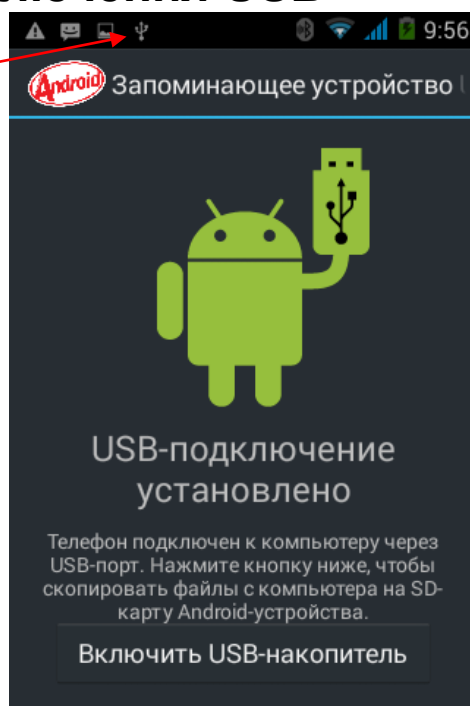 USB
9:56
Android
Запоминающее устройство
USB-подключение
установлено
Телефон подключен к компьютеру через
USB-порт. Нажмите кнопку ниже, чтобы
скопировать файлы с компьютера на SD-
карту Android-устройства.
Включить USB-накопитель